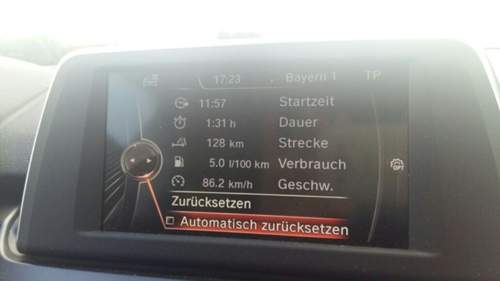 17:23 Bayern 1 TP
11:57 Startzeit
1:31 h Dauer
128 km Strecke
5.0 l/100 km Verbrauch
86.2 km/h Geschw.
OPT
Zurücksetzen
Automatisch zurücksetzen